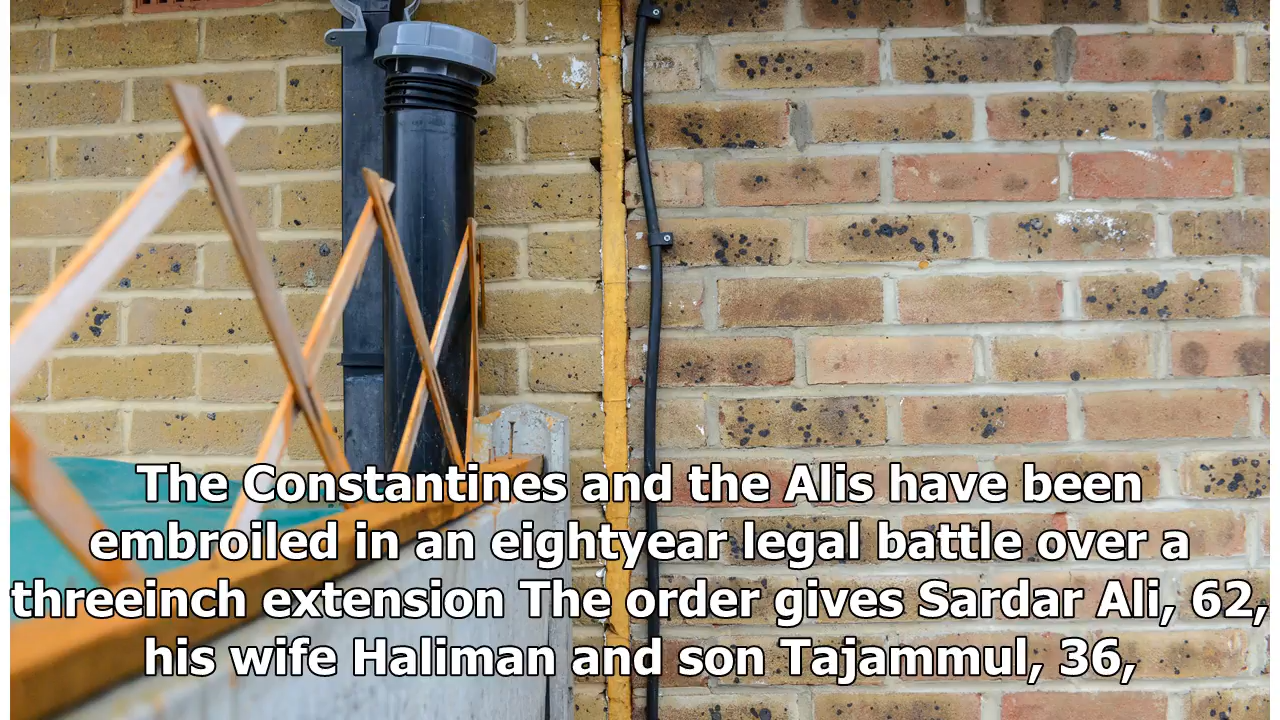 The Constantines and the Alis have been
embroiled in an eightyear legal battle over a
threeinch extension The order gives Sardar Ali, 62,
his wife Haliman and son Tajammul, 36,